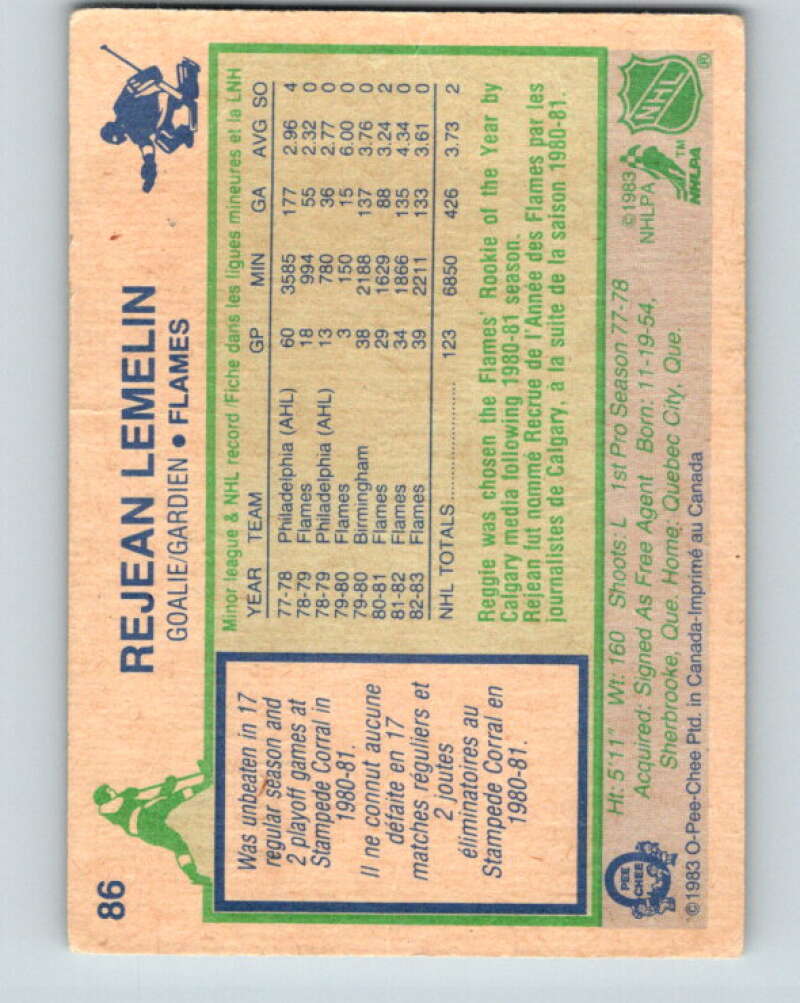 86
REJEAN LEMELIN
GOALIE/GARDIEN • FLAMES
Was unbeaten in 17
regular season and
2 playoff games at
Stampede Corral in
1980-81.
Il ne connut aucune
défaite en 17
matches réguliers et
2 joutes
éliminatoires au
Stampede Corral en
1980-81.
Minor league & NHL record/Fiche dans les ligues mineures et la LNH
YEAR TEAM GP MIN GA AVG SO
77-78 Philadelphia (AHL) 60 3585 177 2.96 4
78-79 Flames 18 994 55 2.32 0
78-79 Philadelphia (AHL) 13 780 36 2.77 0
79-80 Flames 3 150 15 6.00 0
79-80 Birmingham 38 2188 137 3.76 0
80-81 Flames 29 1629 88 3.24 2
81-82 Flames 34 1866 135 4.34 0
82-83 Flames 39 2211 133 3.61 0
NHL TOTALS................ 123 6850 426 3.73 2
Reggie was chosen the Flames' Rookie of the Year by
Calgary media following 1980-81 season.
Rejean fut nommé Recrue de l'Année des Flames par les
journalistes de Calgary, à la suite de la saison 1980-81.
Ht: 5'11" Wt: 160 Shoots: L 1st Pro Season 77-78
Acquired: Signed As Free Agent Born: 11-19-54,
Sherbrooke, Que. Home: Quebec City, Que.
O PEE CHEE
©1983 O-Pee-Chee Ptd. in Canada-Imprimé au Canada
©1983
NHLPA
NHL
®
NHLPA
TM